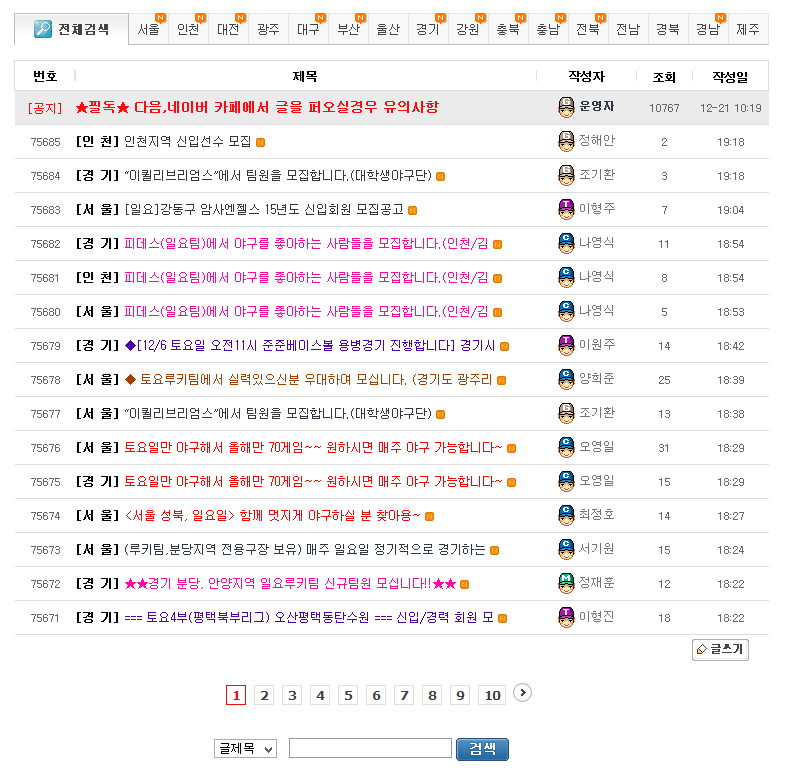 전체검색 서울 인천 대전 광주 대구 부산 울산 경기 강원 충북 충남 전북 전남 경북 경남 제주
번호 제목 작성자 조회 작성일
[공지] ★필독★ 다음,네이버 카페에서 글을 퍼오실경우 유의사항 운영자 10767 12-21 10:19
75685 [인 천] 인천지역 신입선수 모집 정해안 2 19:18
75684 [경 기] "이퀼리브리엄스"에서 팀원을 모집합니다.(대학생야구단) 조기환 3 19:18
75683 [서 울] [일요]강동구 암사엔젤스 15년도 신입회원 모집공고 이형주 7 19:04
75682 [경 기] 피데스(일요팀)에서 야구를 좋아하는 사람들을 모집합니다.(인천/김 나영식 11 18:54
75681 [인 천] 피데스(일요팀)에서 야구를 좋아하는 사람들을 모집합니다.(인천/김 나영식 8 18:54
75680 [서 울] 피데스(일요팀)에서 야구를 좋아하는 사람들을 모집합니다.(인천/김 나영식 5 18:53
75679 [경 기] ◆[12/6 토요일 오전11시 준준베이스볼 용병경기 진행합니다] 경기시 이원주 14 18:42
75678 [서 울] ◆ 토요루키팀에서 실력있으신분 우대하여 모십니다. (경기도 광주리 양희준 25 18:39
75677 [서 울] "이퀼리브리엄스"에서 팀원을 모집합니다.(대학생야구단) 조기환 13 18:38
75676 [서 울] 토요일만 야구해서 올해만 70게임~~ 원하시면 매주 야구 가능합니다~ 오영일 31 18:29
75675 [경 기] 토요일만 야구해서 올해만 70게임~~ 원하시면 매주 야구 가능합니다~ 오영일 15 18:29
75674 [서 울] <서울 성북, 일요일> 함께 멋지게 야구하실 분 찾아용~ 최정호 14 18:27
75673 [서 울] (루키팀,분당지역 전용구장 보유) 매주 일요일 정기적으로 경기하는 서기원 15 18:24
75672 [경 기] ★★경기 분당, 안양지역 일요루키팀 신규팀원 모십니다!!★★ 정재훈 12 18:22
75671 [경 기] === 토요4부(평택북부리그) 오산평택동탄수원 === 신입/경력 회원 모 이형진 18 18:22
글쓰기
1 2 3 4 5 6 7 8 9 10
글제목 검색